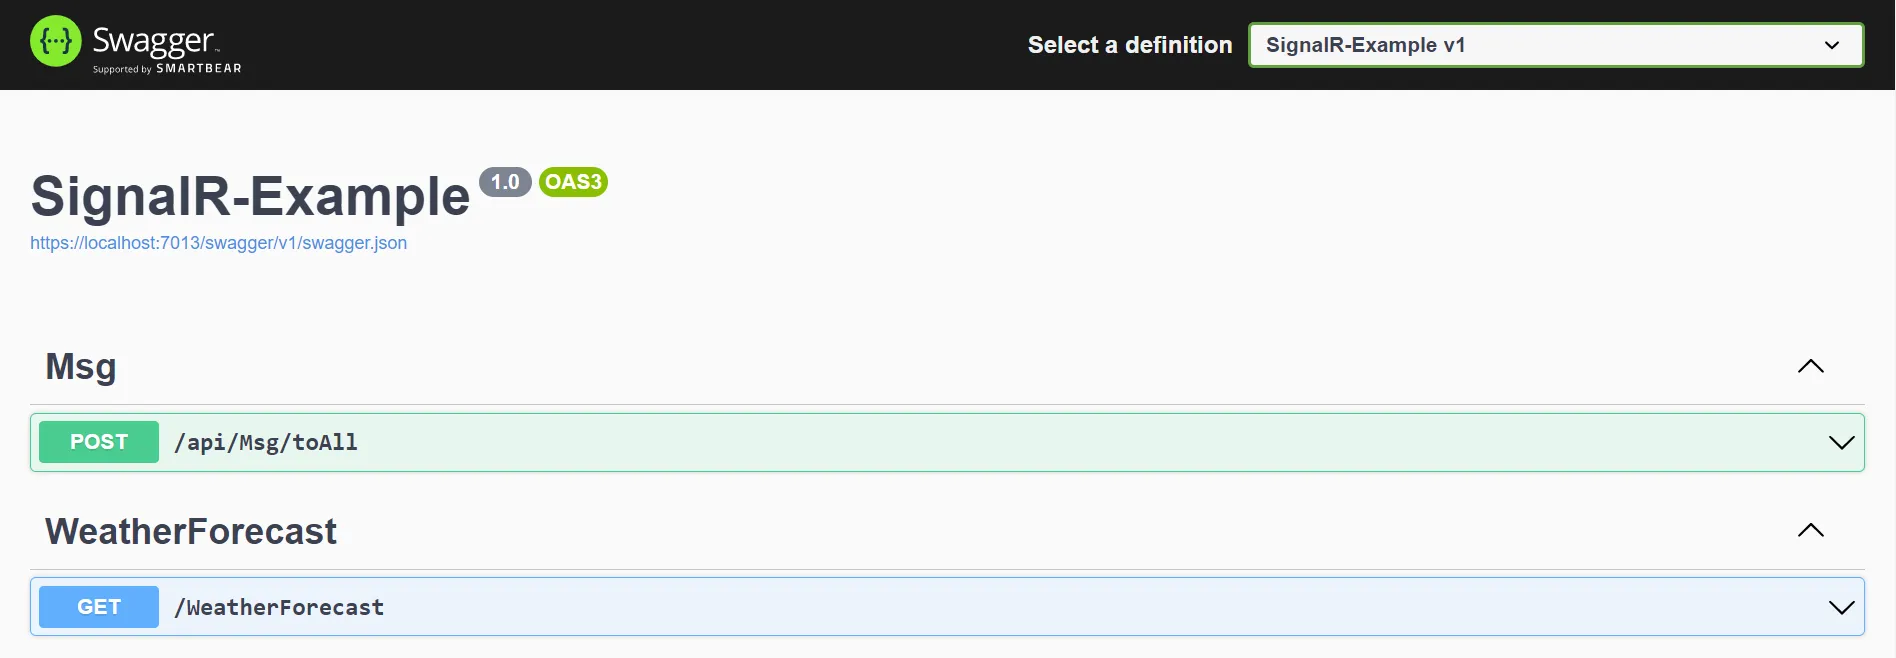 {···} Swagger™
Supported by SMARTBEAR
Select a definition
SignalR-Example v1
SignalR-Example 1.0 OAS3
https://localhost:7013/swagger/v1/swagger.json
Msg
POST /api/Msg/toAll
WeatherForecast
GET /WeatherForecast